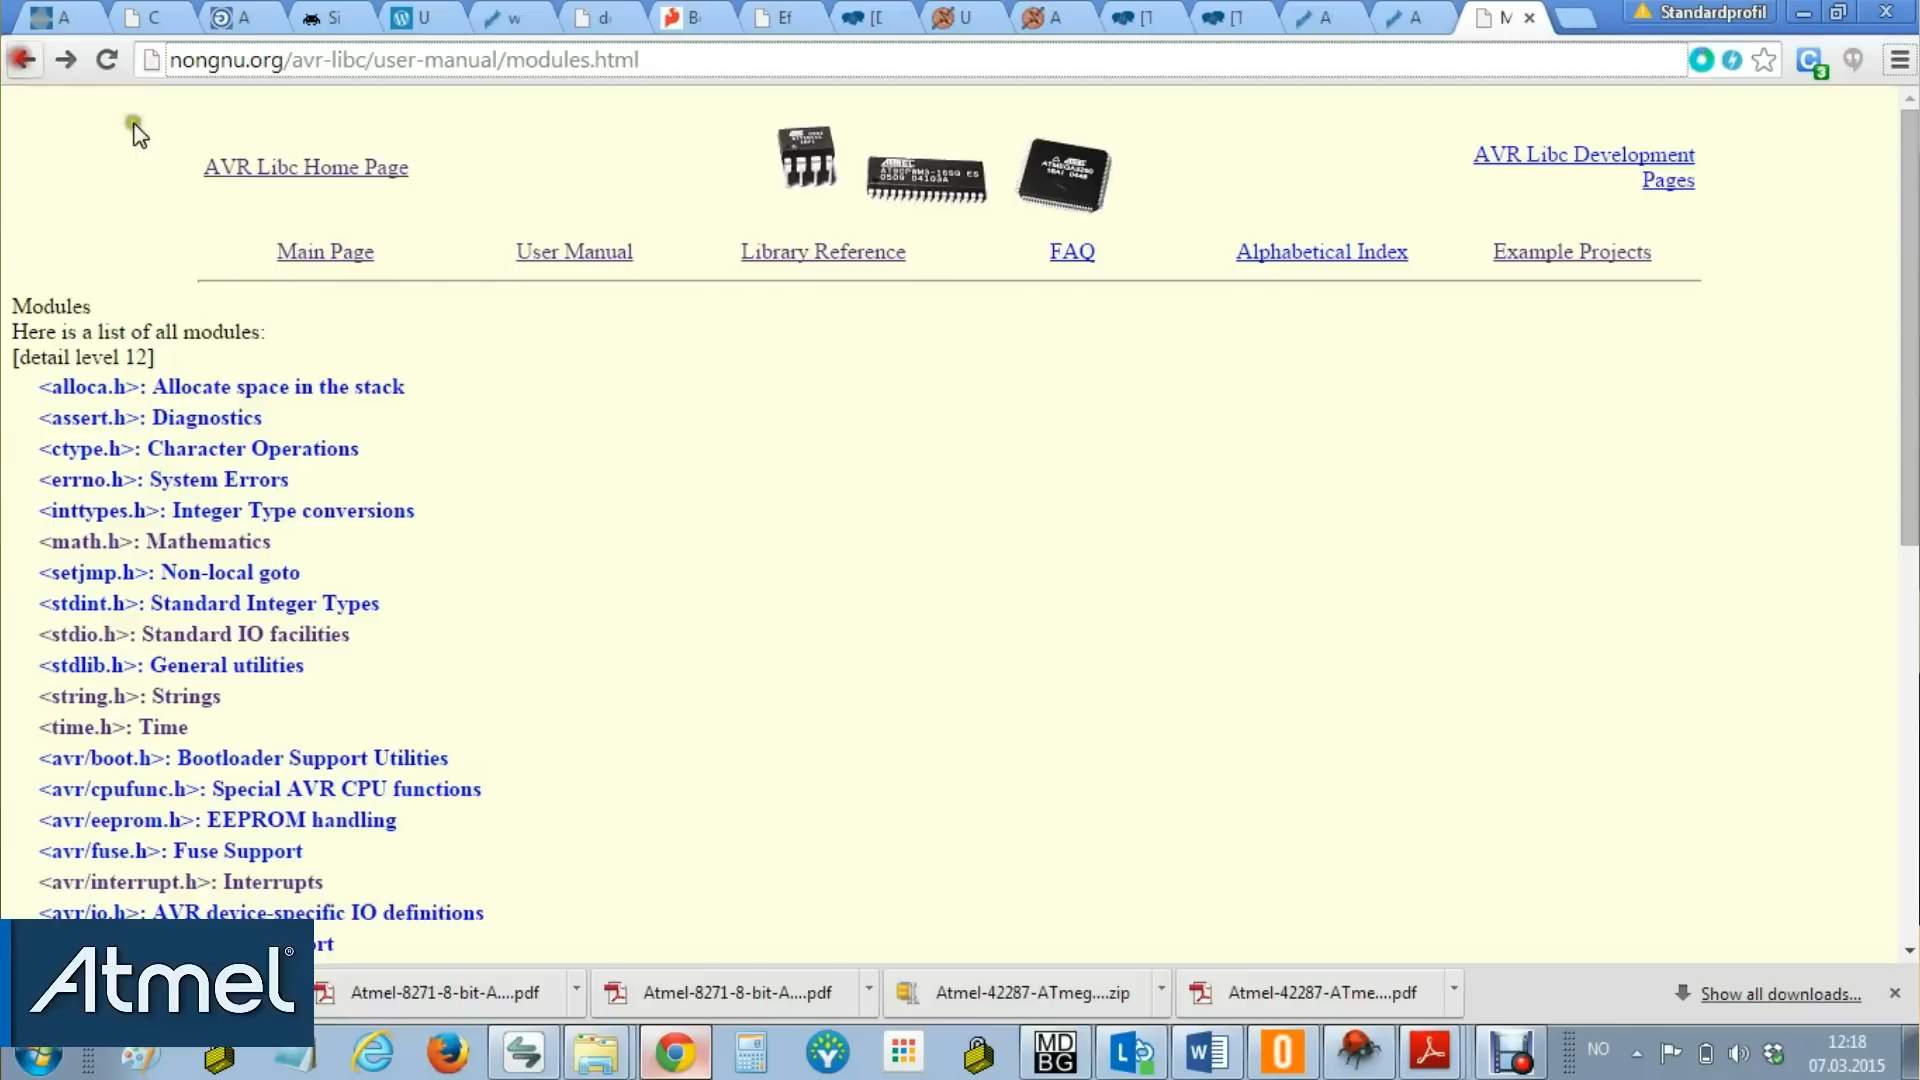 A
C
A
Si
U
w
d
B
Ef
[D
U
A
[T
[T
A
A
M
Standardprofil
nongnu.org/avr-libc/user-manual/modules.html
3
AVR Libc Home Page
ATMEL
AVR Libc Development
Pages
Main Page
User Manual
Library Reference
FAQ
Alphabetical Index
Example Projects
Modules
Here is a list of all modules:
[detail level 12]
<alloca.h>: Allocate space in the stack
<assert.h>: Diagnostics
<ctype.h>: Character Operations
<errno.h>: System Errors
<inttypes.h>: Integer Type conversions
<math.h>: Mathematics
<setjmp.h>: Non-local goto
<stdint.h>: Standard Integer Types
<stdio.h>: Standard IO facilities
<stdlib.h>: General utilities
<string.h>: Strings
<time.h>: Time
<avr/boot.h>: Bootloader Support Utilities
<avr/cpufunc.h>: Special AVR CPU functions
<avr/eeprom.h>: EEPROM handling
<avr/fuse.h>: Fuse Support
<avr/interrupt.h>: Interrupts
<avr/io.h>: AVR device-specific IO definitions
ort
Atmel®
Atmel-8271-8-bit-A....pdf
Atmel-8271-8-bit-A....pdf
Atmel-42287-ATmeg....zip
Atmel-42287-ATme....pdf
Show all downloads...
MD
BG
NO
12:18
07.03.2015